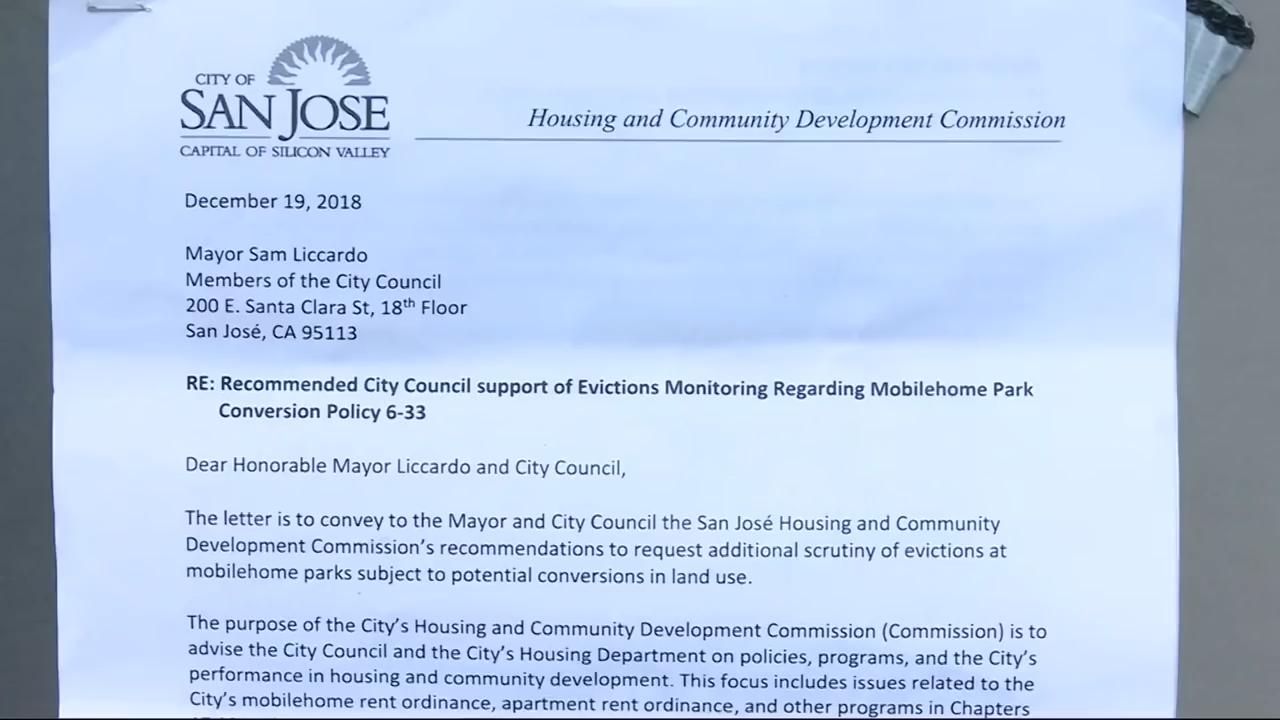 CITY OF
SAN JOSE
CAPITAL OF SILICON VALLEY
Housing and Community Development Commission
December 19, 2018
Mayor Sam Liccardo
Members of the City Council
200 E. Santa Clara St, 18th Floor
San José, CA 95113
RE: Recommended City Council support of Evictions Monitoring Regarding Mobilehome Park
Conversion Policy 6-33
Dear Honorable Mayor Liccardo and City Council,
The letter is to convey to the Mayor and City Council the San José Housing and Community
Development Commission's recommendations to request additional scrutiny of evictions at
mobilehome parks subject to potential conversions in land use.
The purpose of the City's Housing and Community Development Commission (Commission) is to
advise the City Council and the City's Housing Department on policies, programs, and the City's
performance in housing and community development. This focus includes issues related to the
City's mobilehome rent ordinance, apartment rent ordinance, and other programs in Chapters